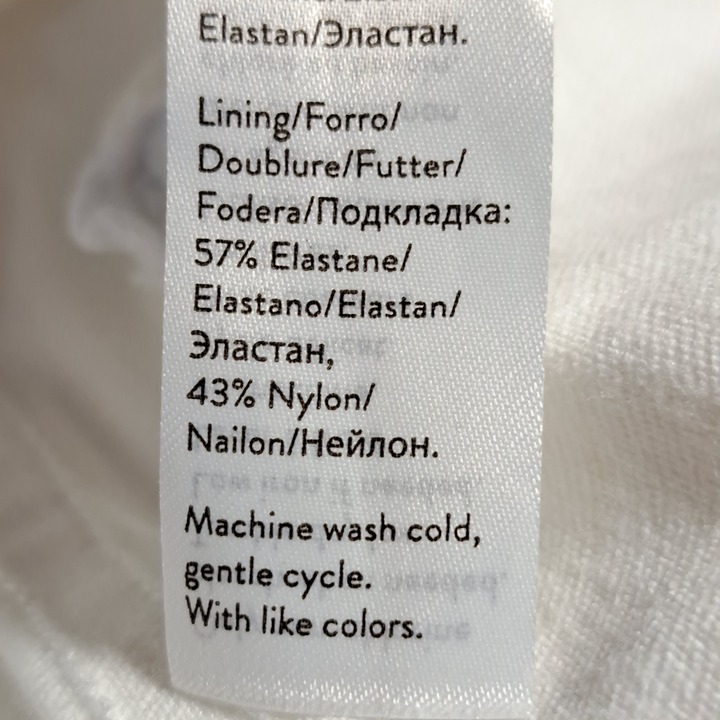 Elastan/Эластан.
Lining/Forro/
Doublure/Futter/
Fodera/Подкладка:
57% Elastane/
Elastano/Elastan/
Эластан,
43% Nylon/
Nailon/Нейлон.
Machine wash cold,
gentle cycle.
With like colors.